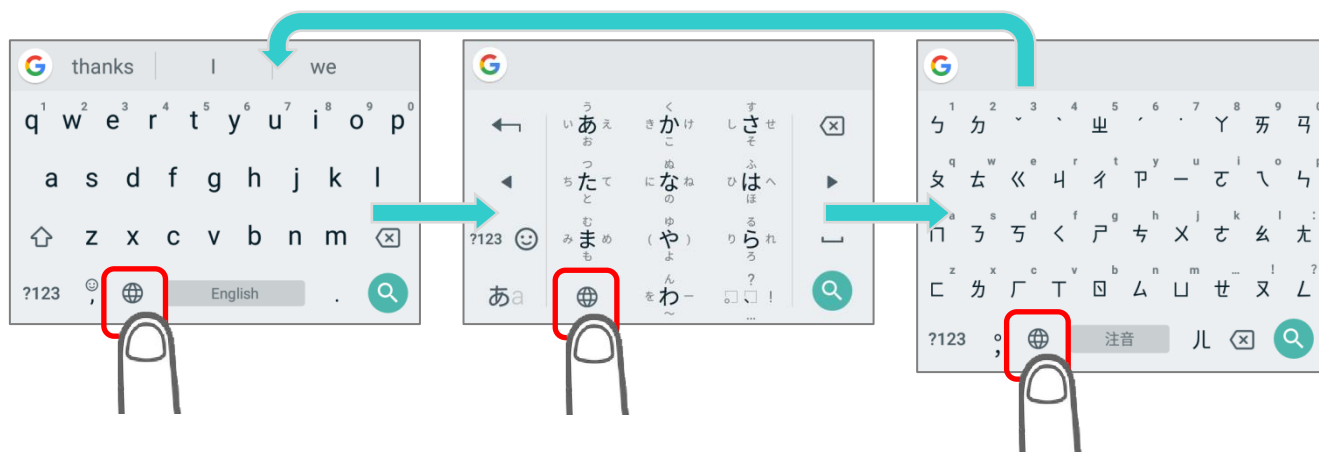 thanks I we
1 2 3 4 5 6 7 8 9 0
q w e r t y u i o p
a s d f g h j k l
z x c v b n m
?123 , English .
う く す
い あ え き か け し さ せ
お こ そ
つ ぬ ふ
ち た て に な ね ひ は へ
と の ほ
む ゆ る
?123 み ま め ( や ) り ら れ
も よ ろ
ん ?
あa を わ ー 、 !
〜 ...
1 2 3 4 5 6 7 8 9 0
ㄅ ㄉ ˇ ˋ ㄓ ˊ ˙ ㄚ ㄞ ㄢ
q w e r t y u i o p
ㄆ ㄊ ㄍ ㄐ ㄔ ㄗ ㄧ ㄛ ㄟ ㄣ
a s d f g h j k l :
ㄇ ㄋ ㄎ ㄑ ㄕ ㄘ ㄨ ㄜ ㄠ ㄤ
z x c v b n m … ! ?
ㄈ ㄌ ㄏ ㄒ ㄖ ㄙ ㄩ ㄝ ㄡ ㄥ
?123 , 注音 ㄦ